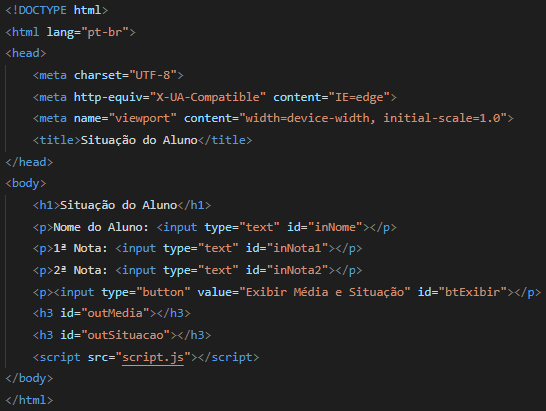 <!DOCTYPE html>
<html lang="pt-br">
<head>
    <meta charset="UTF-8">
    <meta http-equiv="X-UA-Compatible" content="IE=edge">
    <meta name="viewport" content="width=device-width, initial-scale=1.0">
    <title>Situação do Aluno</title>
</head>
<body>
    <h1>Situação do Aluno</h1>
    <p>Nome do Aluno: <input type="text" id="inNome"></p>
    <p>1ª Nota: <input type="text" id="inNota1"></p>
    <p>2ª Nota: <input type="text" id="inNota2"></p>
    <p><input type="button" value="Exibir Média e Situação" id="btExibir"></p>
    <h3 id="outMedia"></h3>
    <h3 id="outSituacao"></h3>
    <script src="script.js"></script>
</body>
</html>